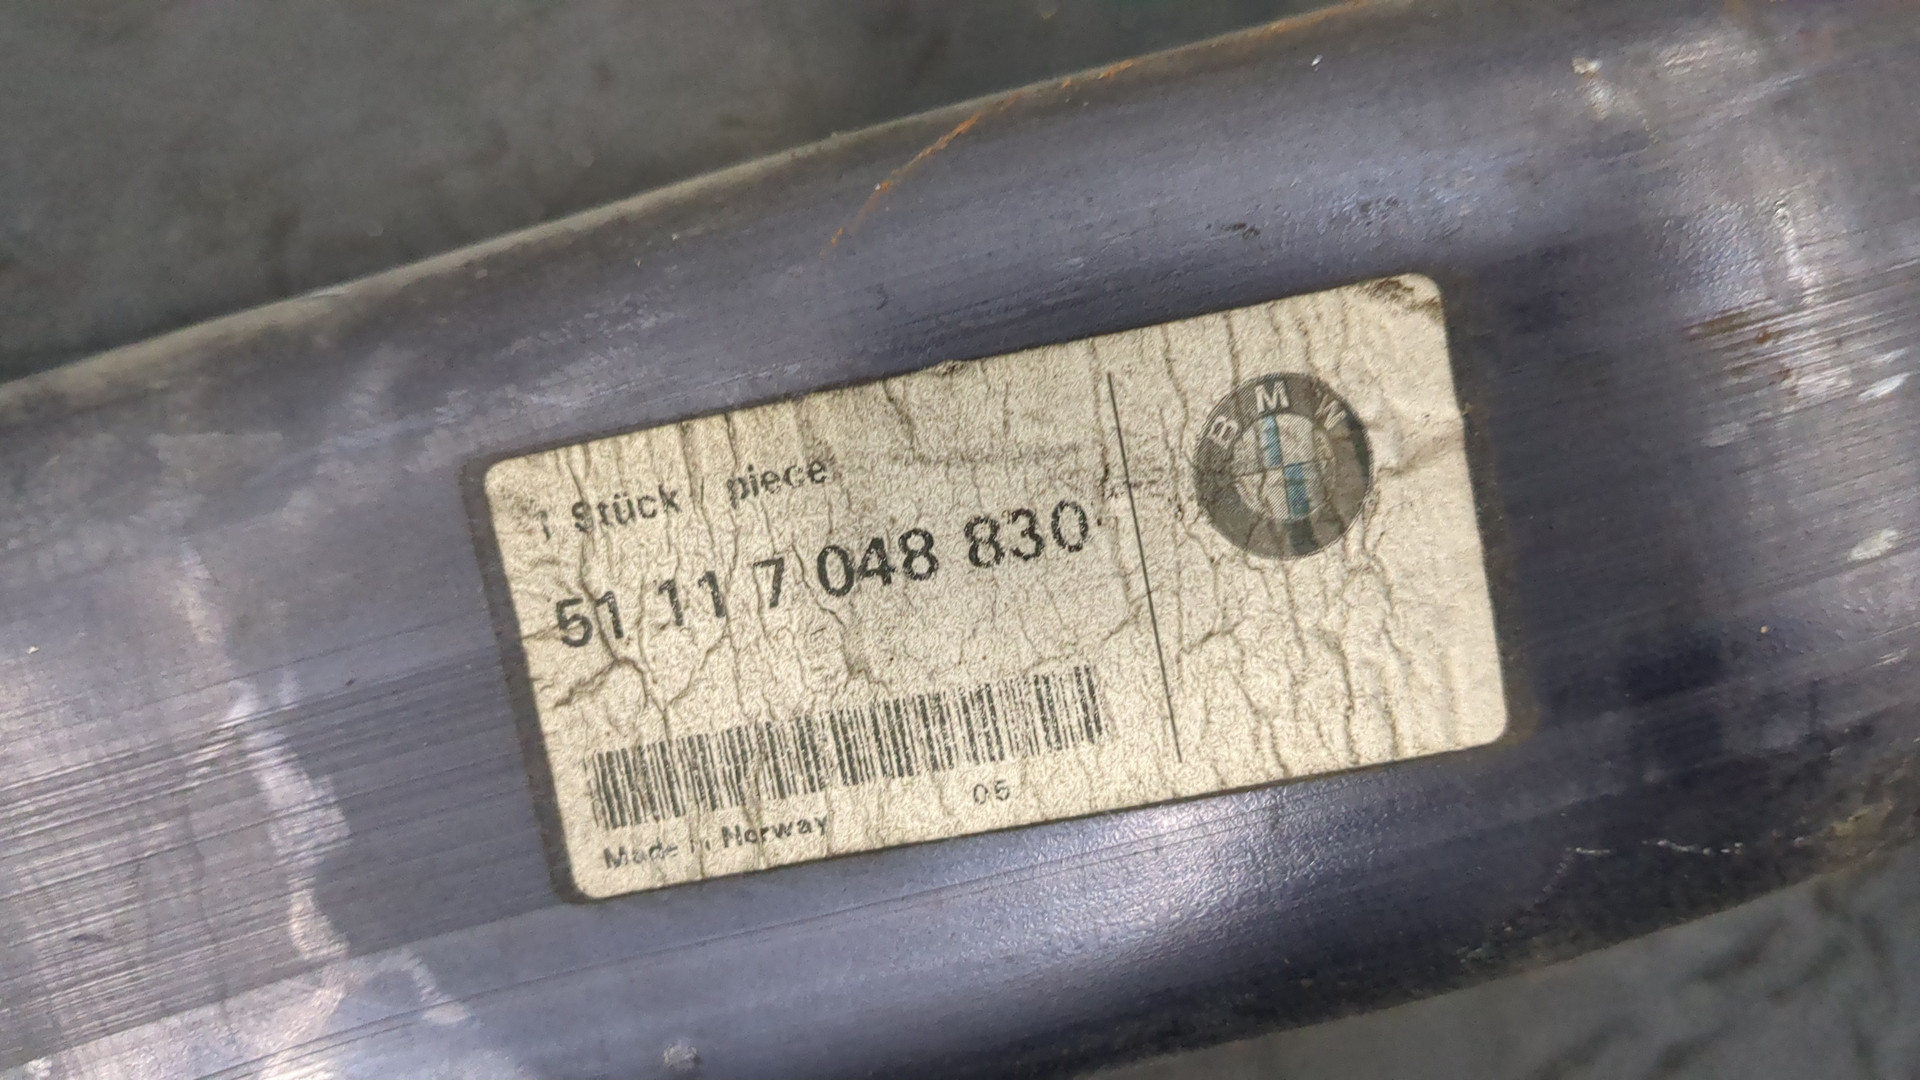 1 Stück / piece
51 11 7 048 830
BMW
05
Made in Norway